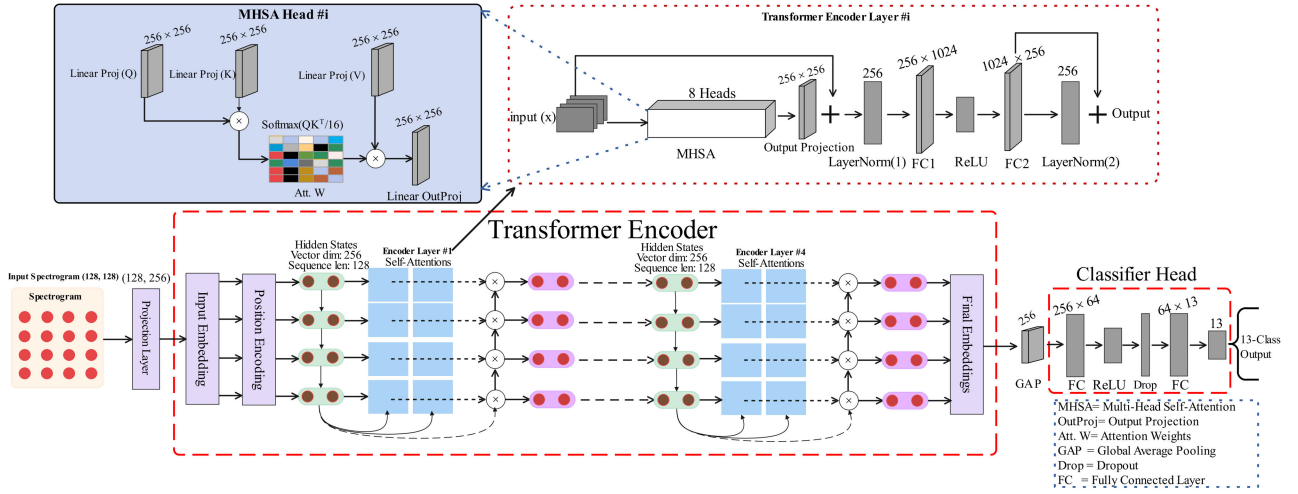 MHSA Head #i
256 × 256
256 × 256
256 × 256
Linear Proj (Q)
Linear Proj (K)
Linear Proj (V)
Softmax(QKᵀ/16)
256 × 256
Att. W
Linear OutProj
Transformer Encoder Layer #i
input (x)
8 Heads
MHSA
256 × 256
Output Projection
256
LayerNorm(1)
256 × 1024
FC1
ReLU
1024 × 256
FC2
256
LayerNorm(2)
Output
Transformer Encoder
Input Spectrogram (128, 128)
(128, 256)
Spectrogram
Projection Layer
Input Embedding
Position Encoding
Hidden States
Vector dim: 256
Sequence len: 128
Encoder Layer #1
Self-Attentions
Hidden States
Vector dim: 256
Sequence len: 128
Encoder Layer #4
Self-Attentions
Final Embeddings
256
GAP
Classifier Head
256 × 64
FC
ReLU
Drop
64 × 13
FC
13
13-Class
Output
MHSA= Multi-Head Self-Attention
OutProj= Output Projection
Att. W= Attention Weights
GAP = Global Average Pooling
Drop = Dropout
FC = Fully Connected Layer